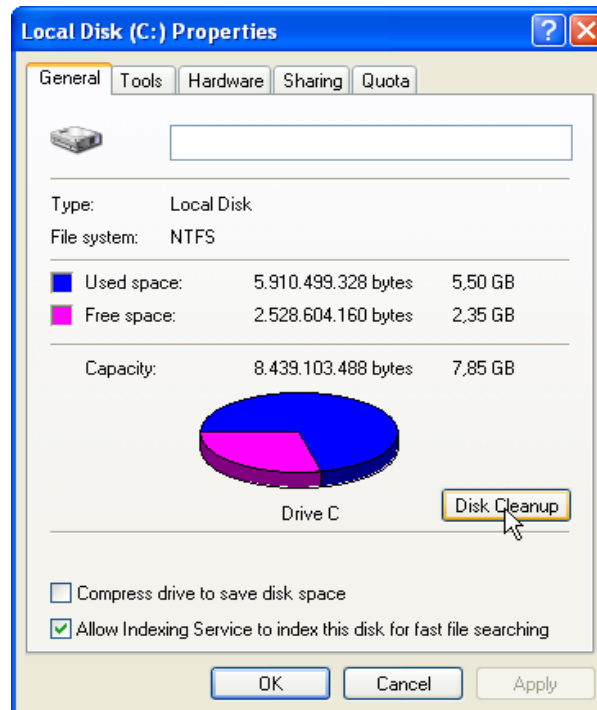 Local Disk (C:) Properties
General Tools Hardware Sharing Quota
Type: Local Disk
File system: NTFS
Used space: 5.910.499.328 bytes 5,50 GB
Free space: 2.528.604.160 bytes 2,35 GB
Capacity: 8.439.103.488 bytes 7,85 GB
Drive C
Disk Cleanup
Compress drive to save disk space
Allow Indexing Service to index this disk for fast file searching
OK Cancel Apply